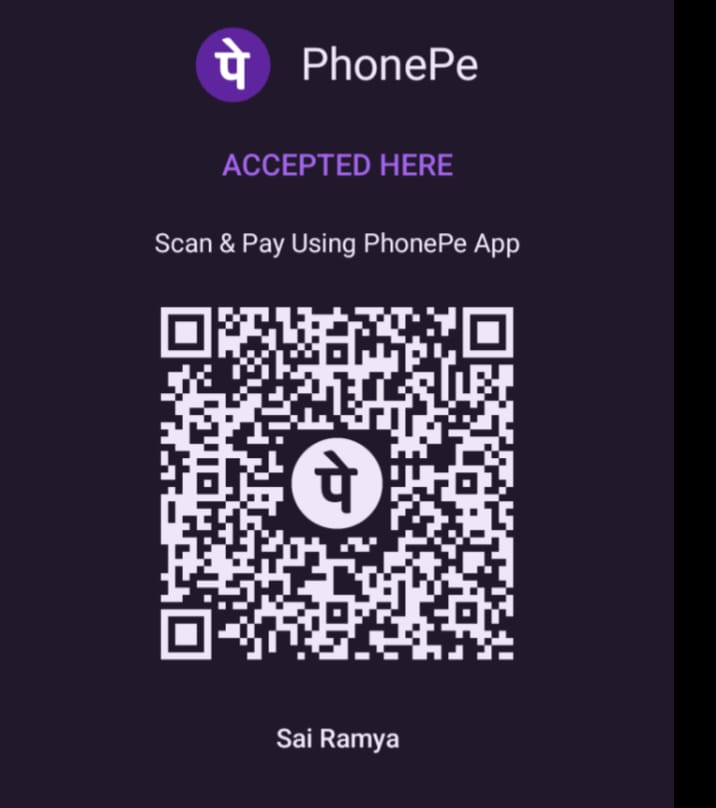 पे PhonePe
ACCEPTED HERE
Scan & Pay Using PhonePe App
पे
Sai Ramya